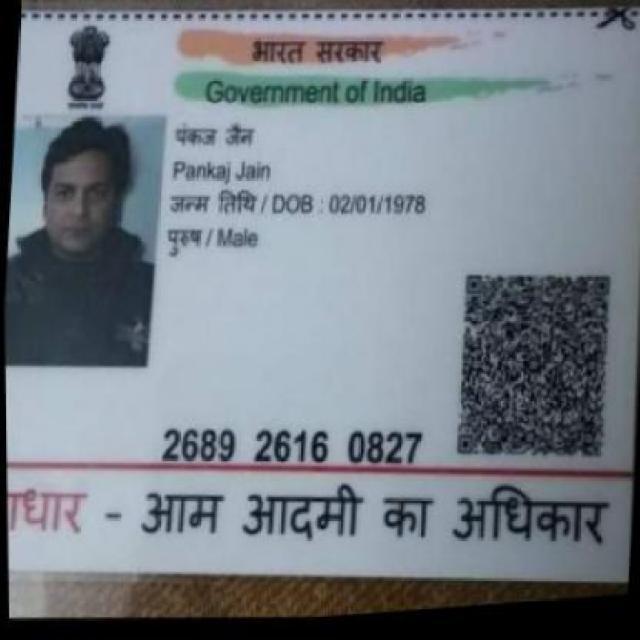 भारत सरकार
Government of India
पंकज जैन
Pankaj Jain
जन्म तिथि / DOB : 02/01/1978
पुरुष / Male
2689 2616 0827
आधार - आम आदमी का अधिकार